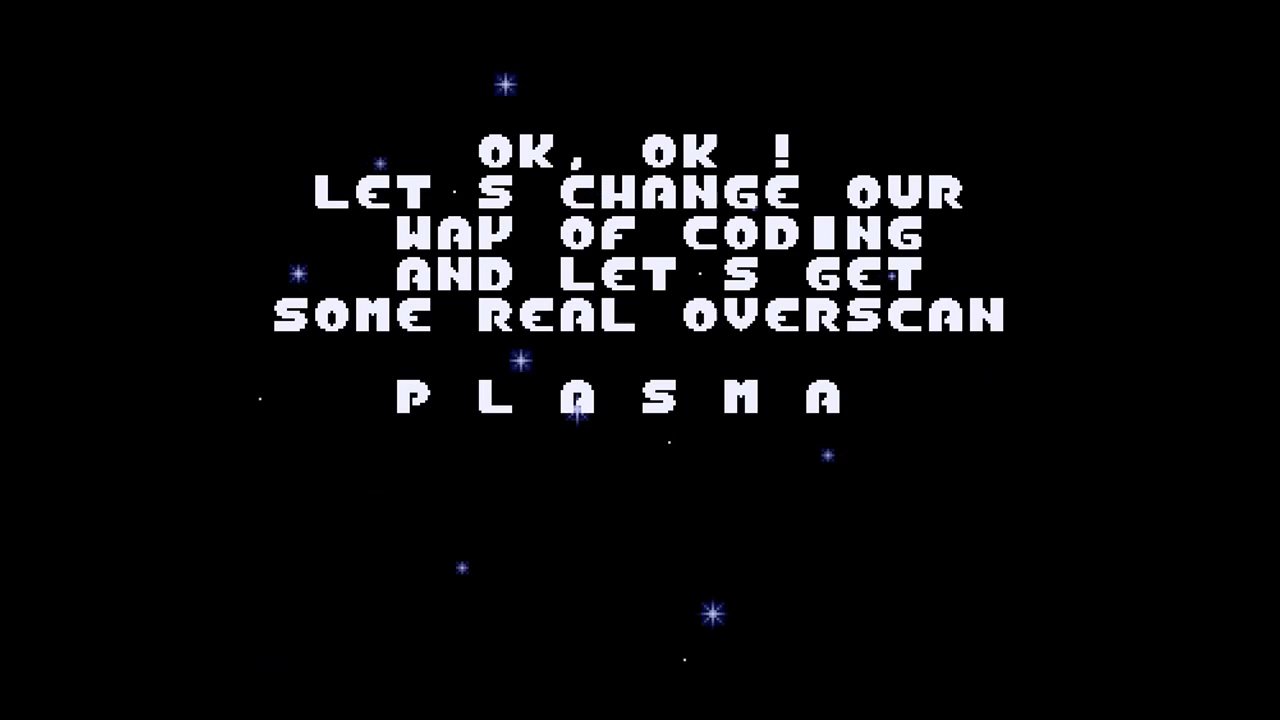 OK, OK !
LET S CHANGE OUR
WAY OF CODING
AND LET S GET
SOME REAL OVERSCAN
P L A S M A